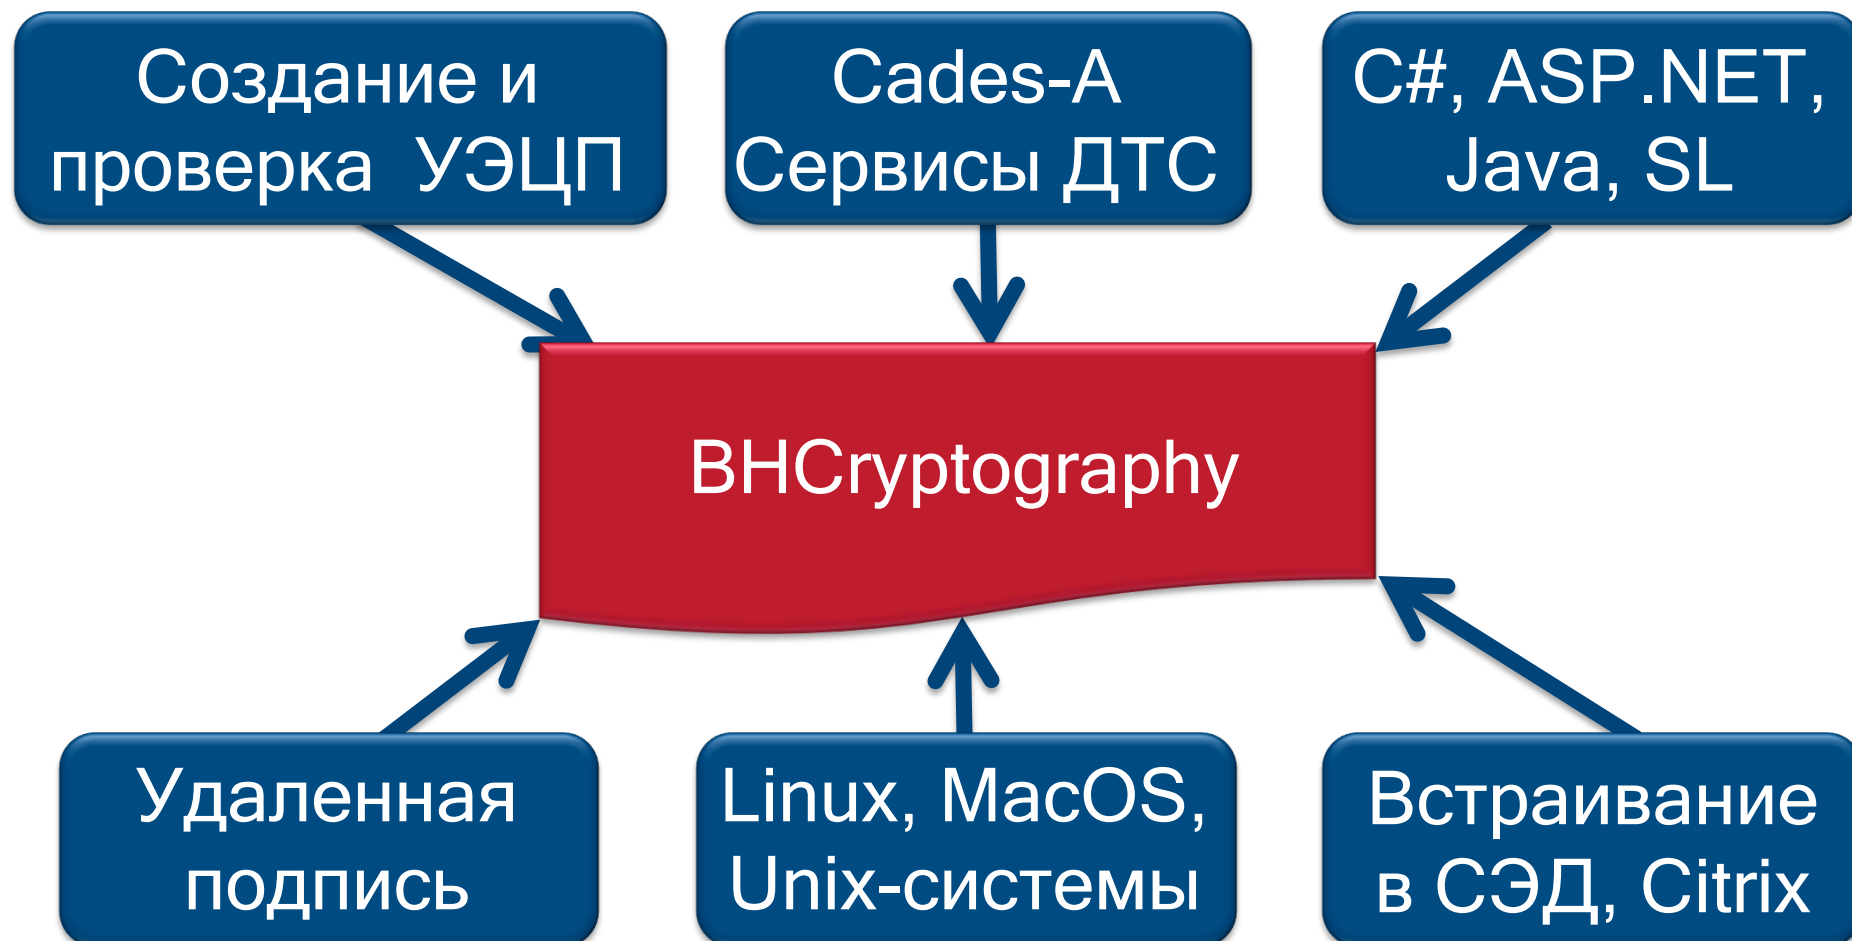 Создание и
проверка УЭЦП
Cades-A
Сервисы ДТС
C#, ASP.NET,
Java, SL
BHCryptography
Удаленная
подпись
Linux, MacOS,
Unix-системы
Встраивание
в СЭД, Citrix